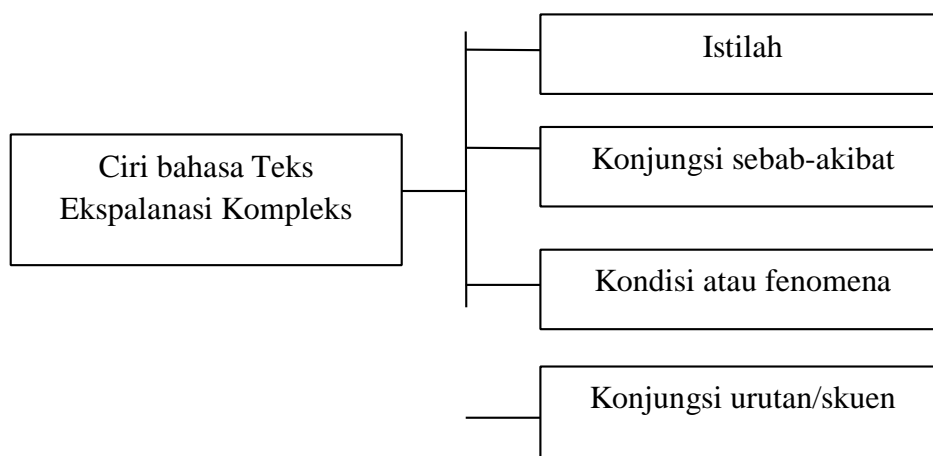 Istilah
Ciri bahasa Teks
Ekspalanasi Kompleks
Konjungsi sebab-akibat
Kondisi atau fenomena
Konjungsi urutan/skuen